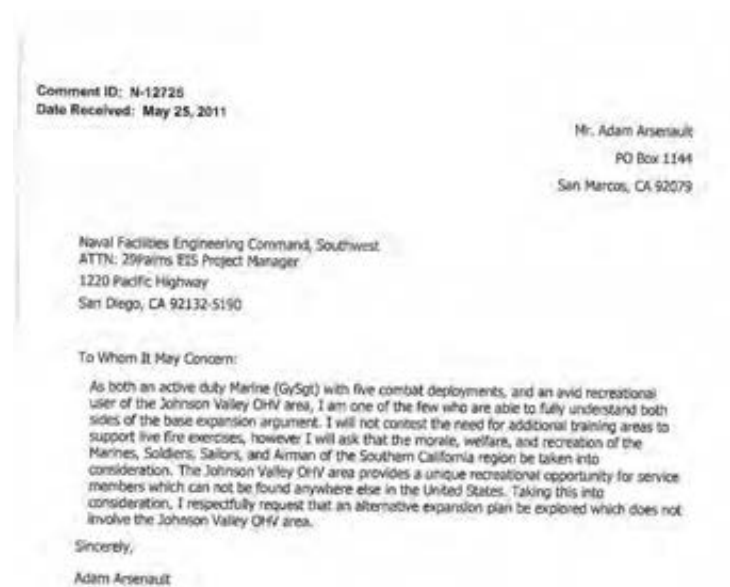 Comment ID: N-12726
Date Received: May 25, 2011
Mr. Adam Arsenault
PO Box 1144
San Marcos, CA 92079
Naval Facilities Engineering Command, Southwest
ATTN: 29Palms EIS Project Manager
1220 Pacific Highway
San Diego, CA 92132-5190
To Whom It May Concern:
As both an active duty Marine (GySgt) with five combat deployments, and an avid recreational
user of the Johnson Valley OHV area, I am one of the few who are able to fully understand both
sides of the base expansion argument. I will not contest the need for additional training areas to
support live fire exercises, however I will ask that the morale, welfare, and recreation of the
Marines, Soldiers, Sailors, and Airman of the Southern California region be taken into
consideration. The Johnson Valley OHV area provides a unique recreational opportunity for service
members which can not be found anywhere else in the United States. Taking this into
consideration, I respectfully request that an alternative expansion plan be explored which does not
involve the Johnson Valley OHV area.
Sincerely,
Adam Arsenault